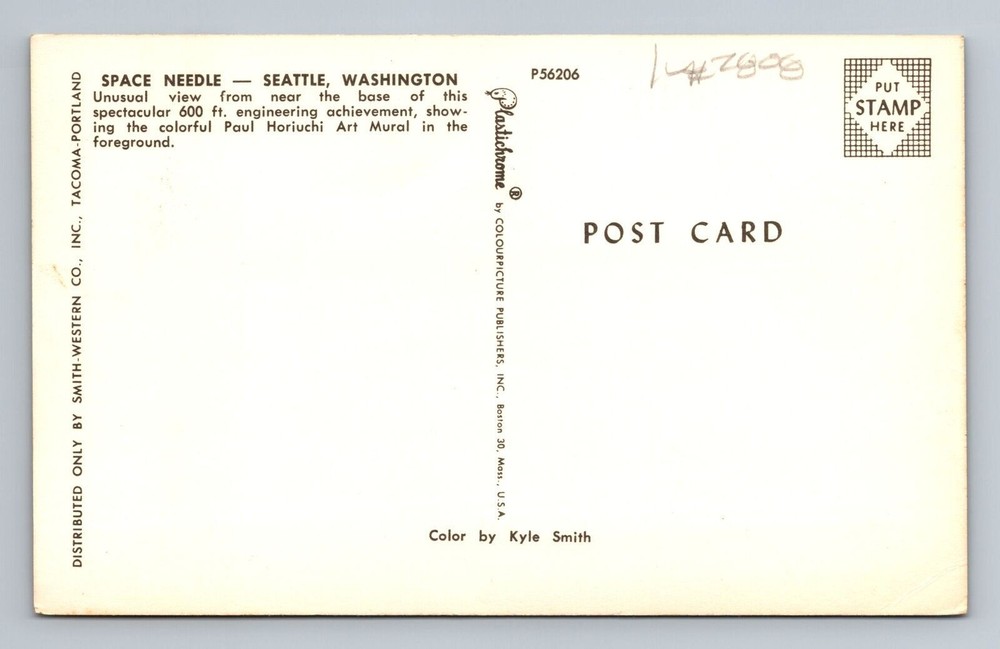 SPACE NEEDLE — SEATTLE, WASHINGTON
Unusual view from near the base of this
spectacular 600 ft. engineering achievement, show-
ing the colorful Paul Horiuchi Art Mural in the
foreground.
DISTRIBUTED ONLY BY SMITH-WESTERN CO., INC., TACOMA-PORTLAND
P56206
Plastichrome ®
by COLOURPICTURE PUBLISHERS, INC., Boston 30, Mass., U.S.A.
PUT
STAMP
HERE
POST CARD
Color by Kyle Smith